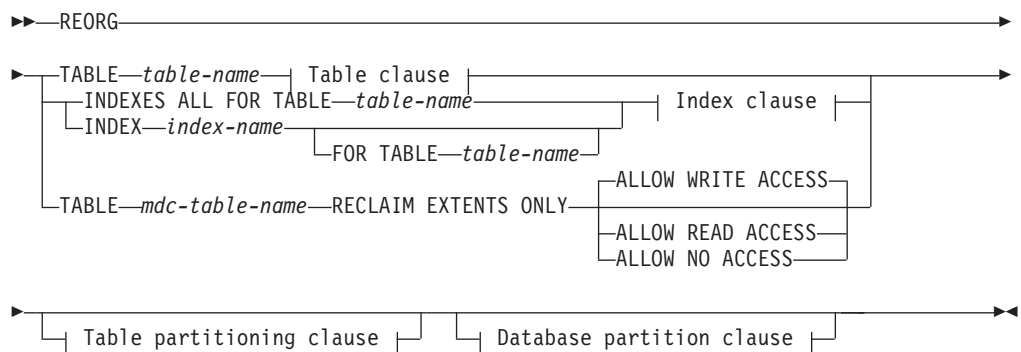 REORG
TABLE table-name Table clause
INDEXES ALL FOR TABLE table-name Index clause
INDEX index-name
FOR TABLE table-name
ALLOW WRITE ACCESS
TABLE mdc-table-name RECLAIM EXTENTS ONLY
ALLOW READ ACCESS
ALLOW NO ACCESS
Table partitioning clause Database partition clause